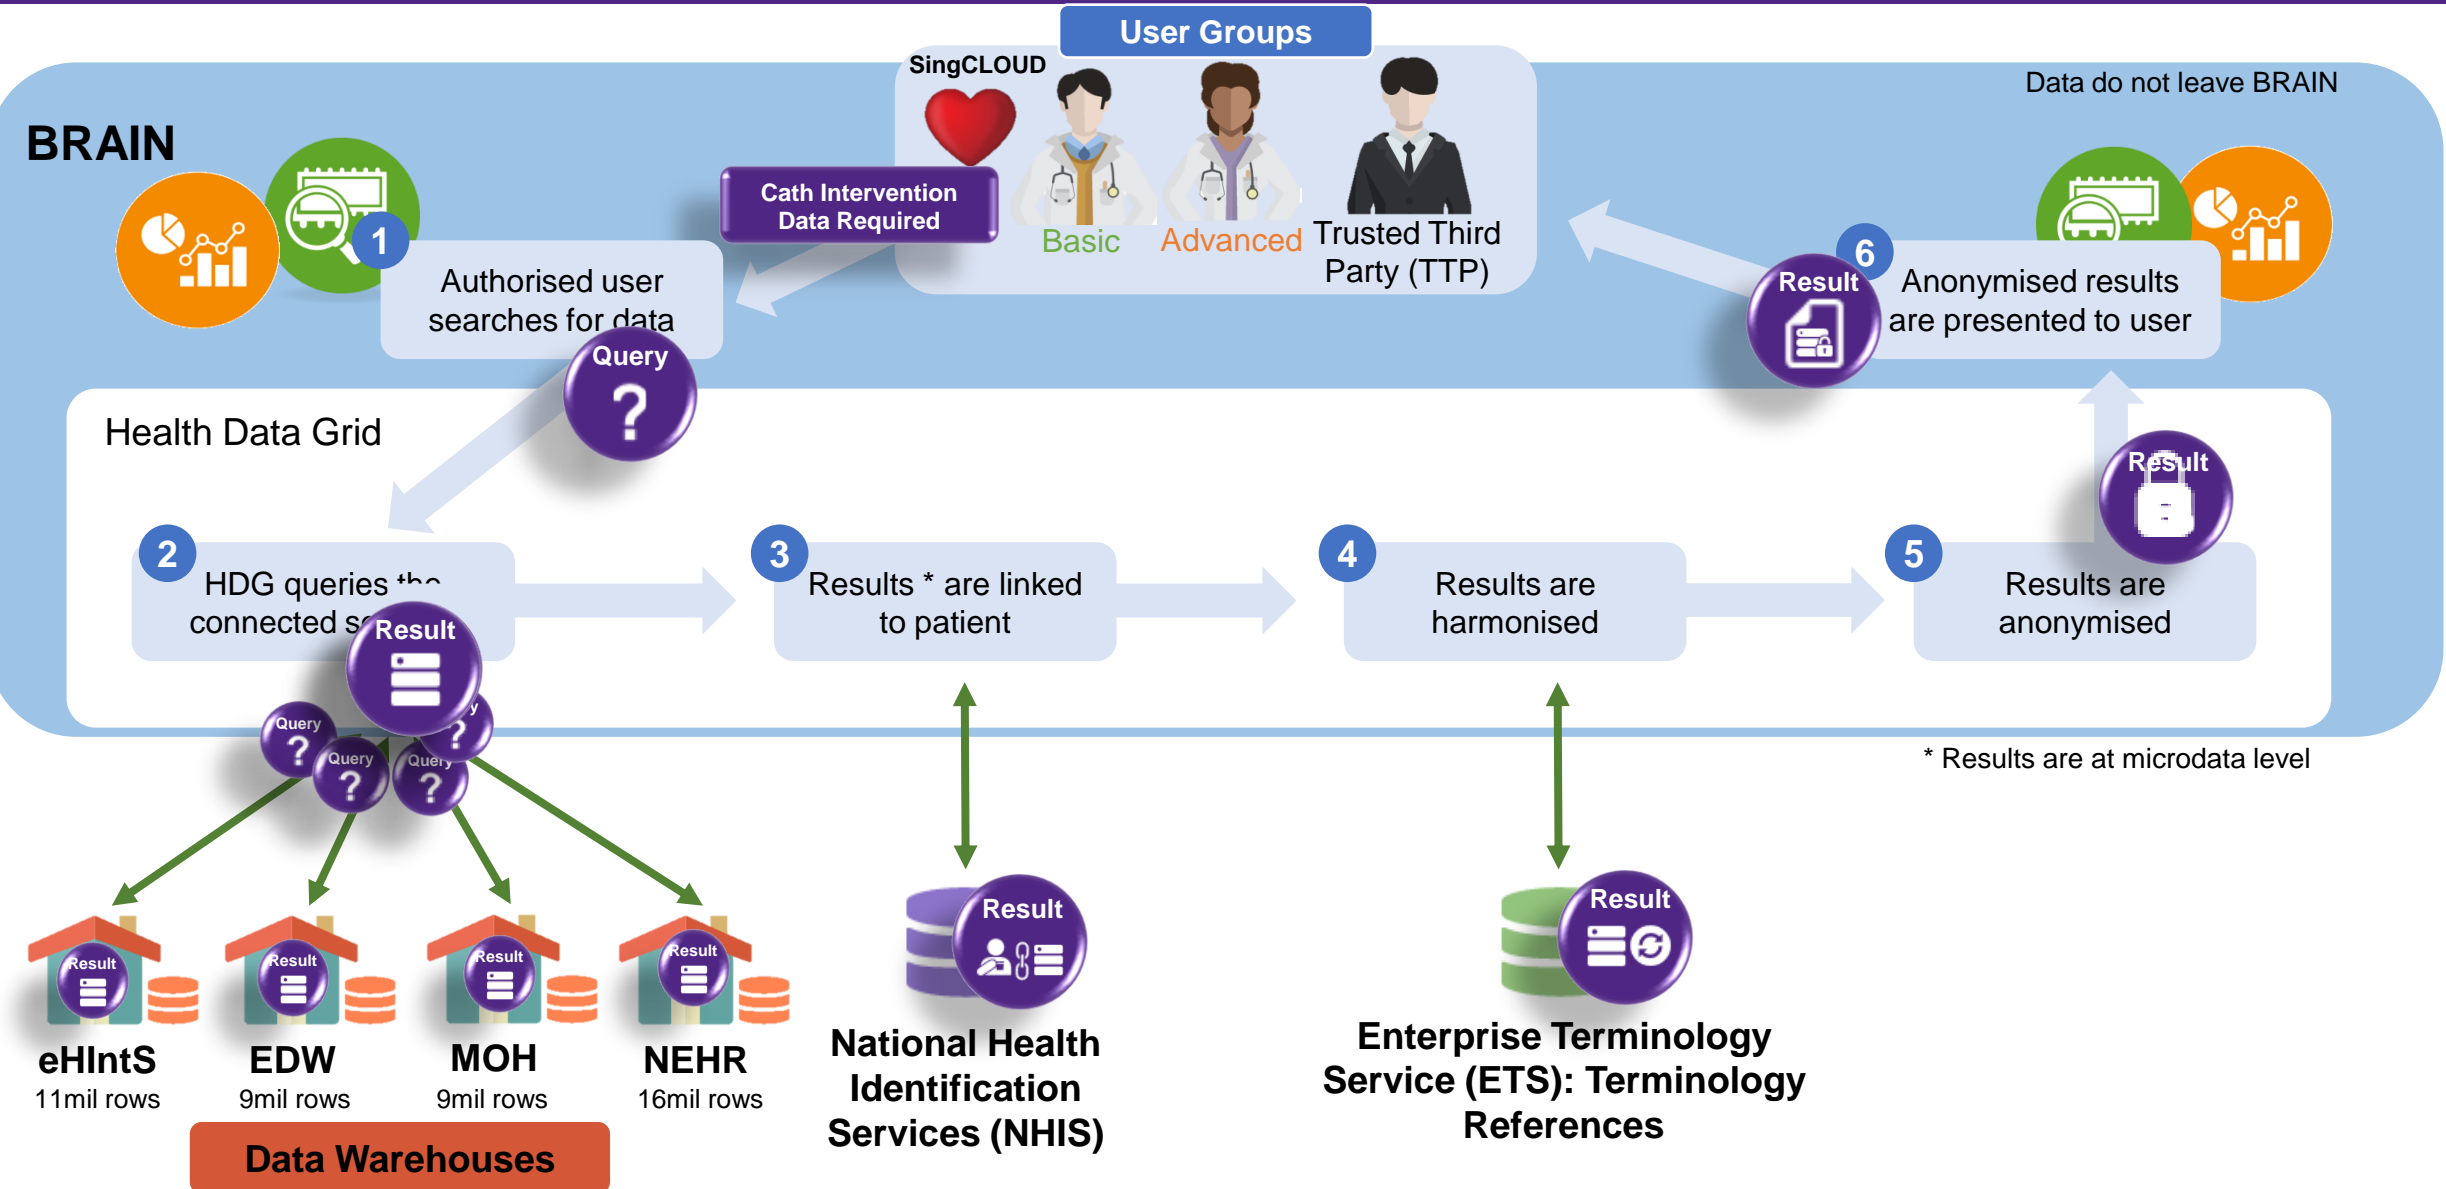 User Groups
SingCLOUD
Data do not leave BRAIN
BRAIN
Cath Intervention
Data Required
Basic
Advanced
Trusted Third
Party (TTP)
1
Authorised user
searches for data
Query
?
6
Result
Anonymised results
are presented to user
Health Data Grid
Result
2
HDG queries the
connected
Result
3
Results * are linked
to patient
4
Results are
harmonised
5
Results are
anonymised
Query
?
Query
?
Query
?
?
* Results are at microdata level
Result
Result
Result
Result
Result
Result
eHIntS
11mil rows
EDW
9mil rows
MOH
9mil rows
NEHR
16mil rows
Data Warehouses
National Health
Identification
Services (NHIS)
Enterprise Terminology
Service (ETS): Terminology
References